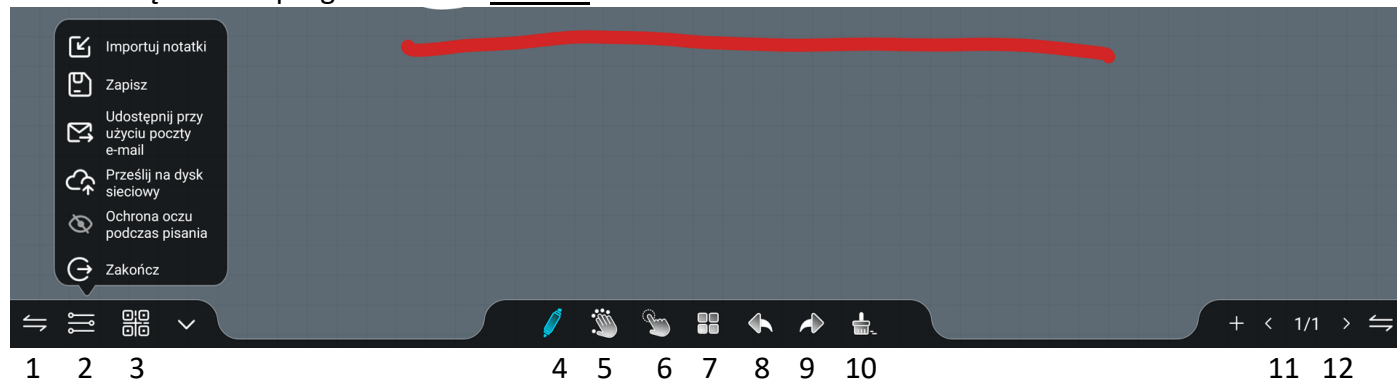 Importuj notatki
Zapisz
Udostępnij przy
użyciu poczty
e-mail
Prześlij na dysk
sieciowy
Ochrona oczu
podczas pisania
Zakończ
1/1
1 2 3 4 5 6 7 8 9 10 11 12